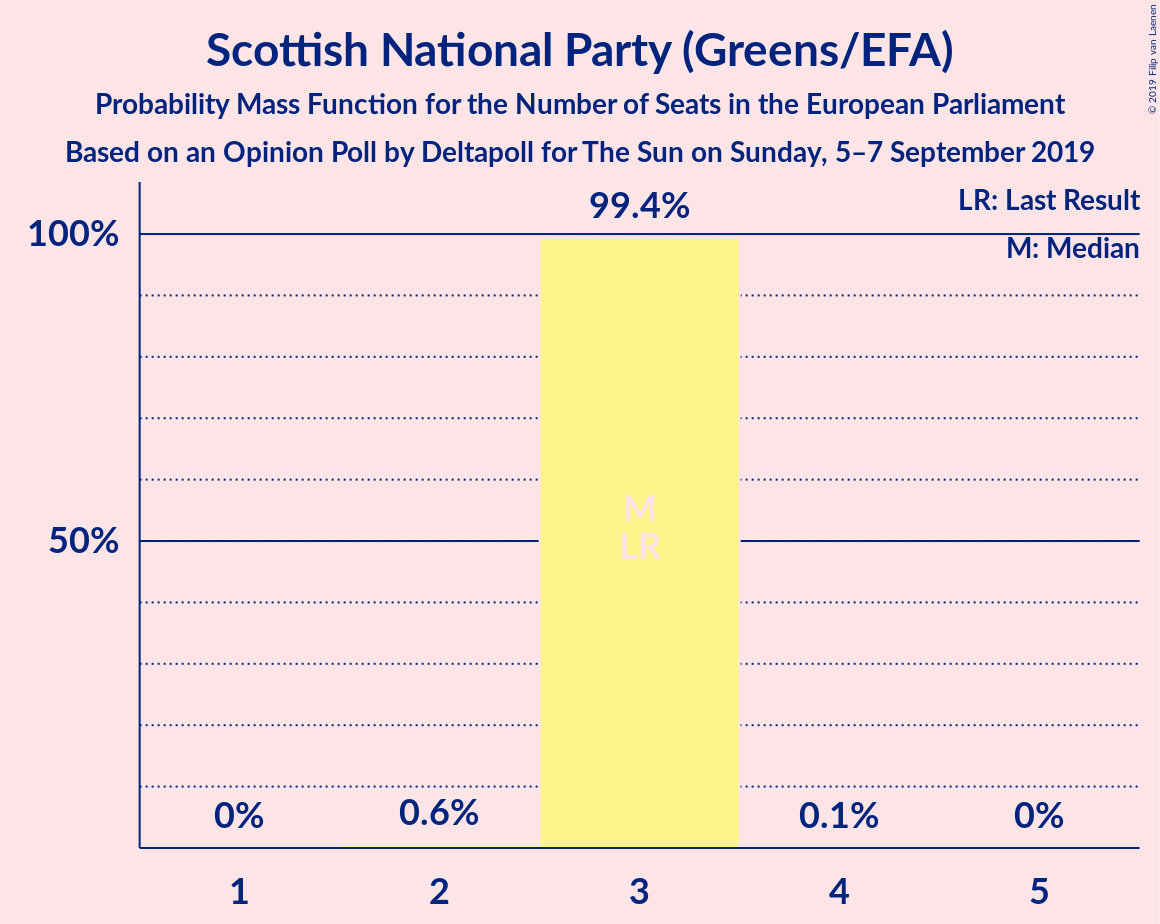 Scottish National Party (Greens/EFA)
Probability Mass Function for the Number of Seats in the European Parliament
Based on an Opinion Poll by Deltapoll for The Sun on Sunday, 5–7 September 2019
© 2019 Filip van Laenen
LR: Last Result
M: Median
99.4%
100%
M
LR
50%
0%
0.6%
0.1%
0%
1
2
3
4
5